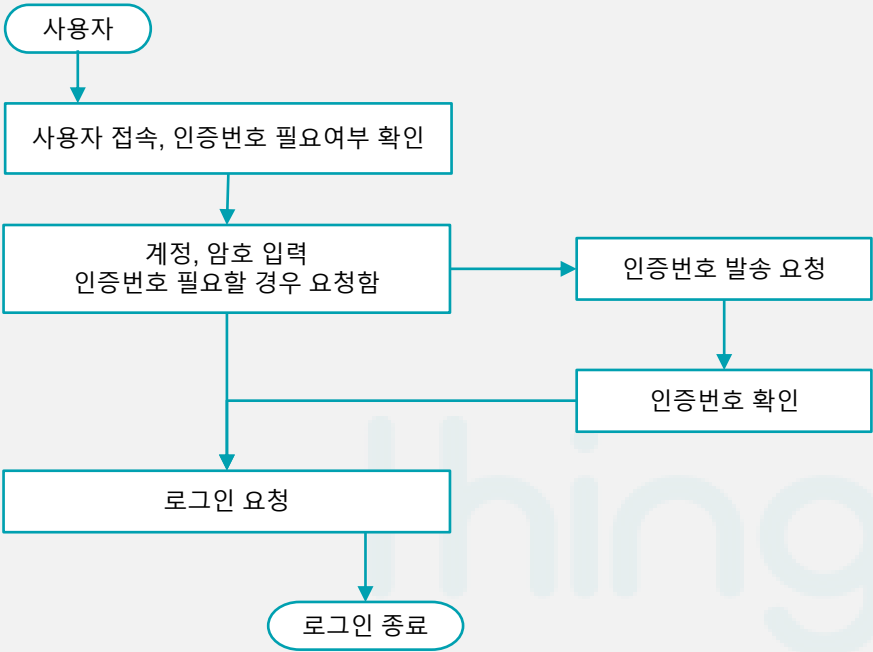 사용자
사용자 접속, 인증번호 필요여부 확인
계정, 암호 입력
인증번호 필요할 경우 요청함
인증번호 발송 요청
인증번호 확인
로그인 요청
로그인 종료